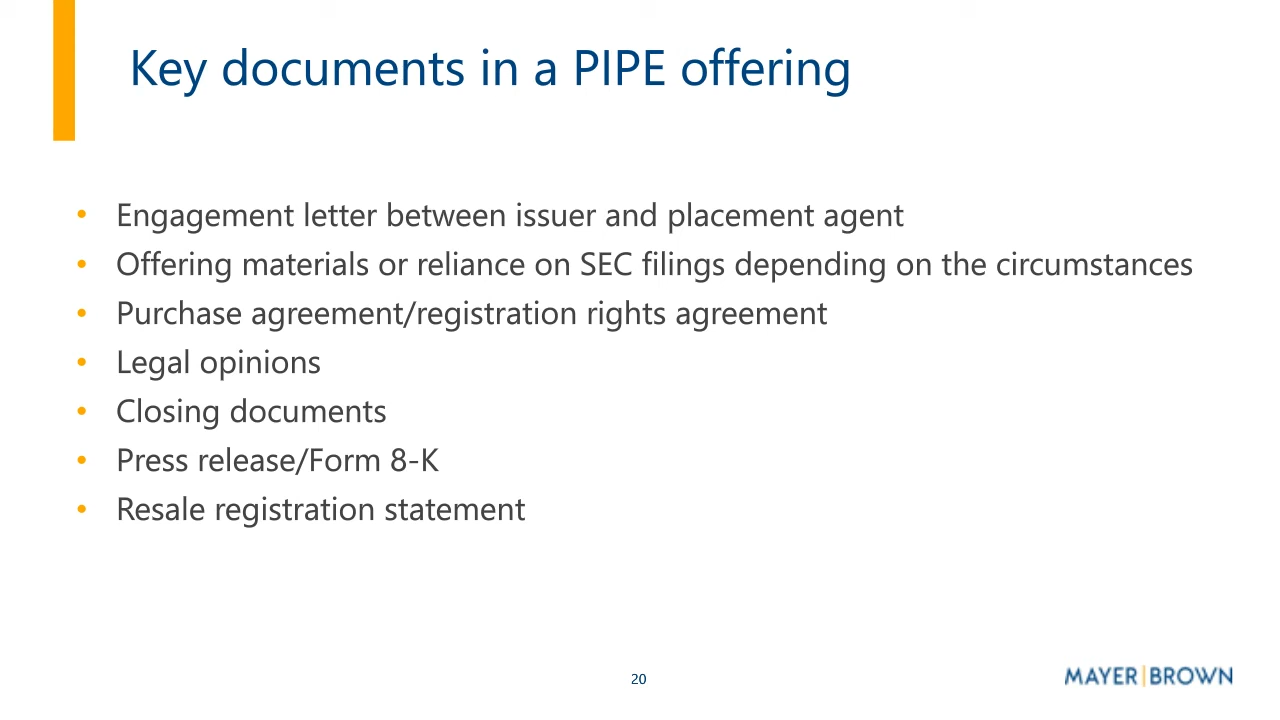 Key documents in a PIPE offering
• Engagement letter between issuer and placement agent
• Offering materials or reliance on SEC filings depending on the circumstances
• Purchase agreement/registration rights agreement
• Legal opinions
• Closing documents
• Press release/Form 8-K
• Resale registration statement
20
MAYER|BROWN